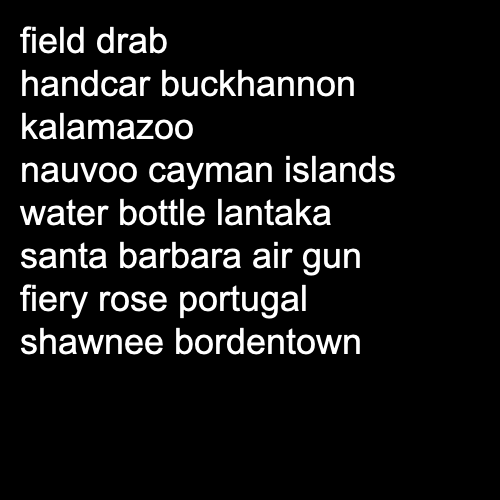 field drab
handcar buckhannon
kalamazoo
nauvoo cayman islands
water bottle lantaka
santa barbara air gun
fiery rose portugal
shawnee bordentown